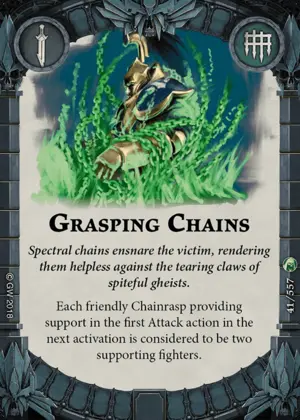 GRASPING CHAINS
Spectral chains ensnare the victim, rendering
them helpless against the tearing claws of
spiteful gheists.
Each friendly Chainrasp providing
support in the first Attack action in the
next activation is considered to be two
supporting fighters.
© GW 2018
41/557